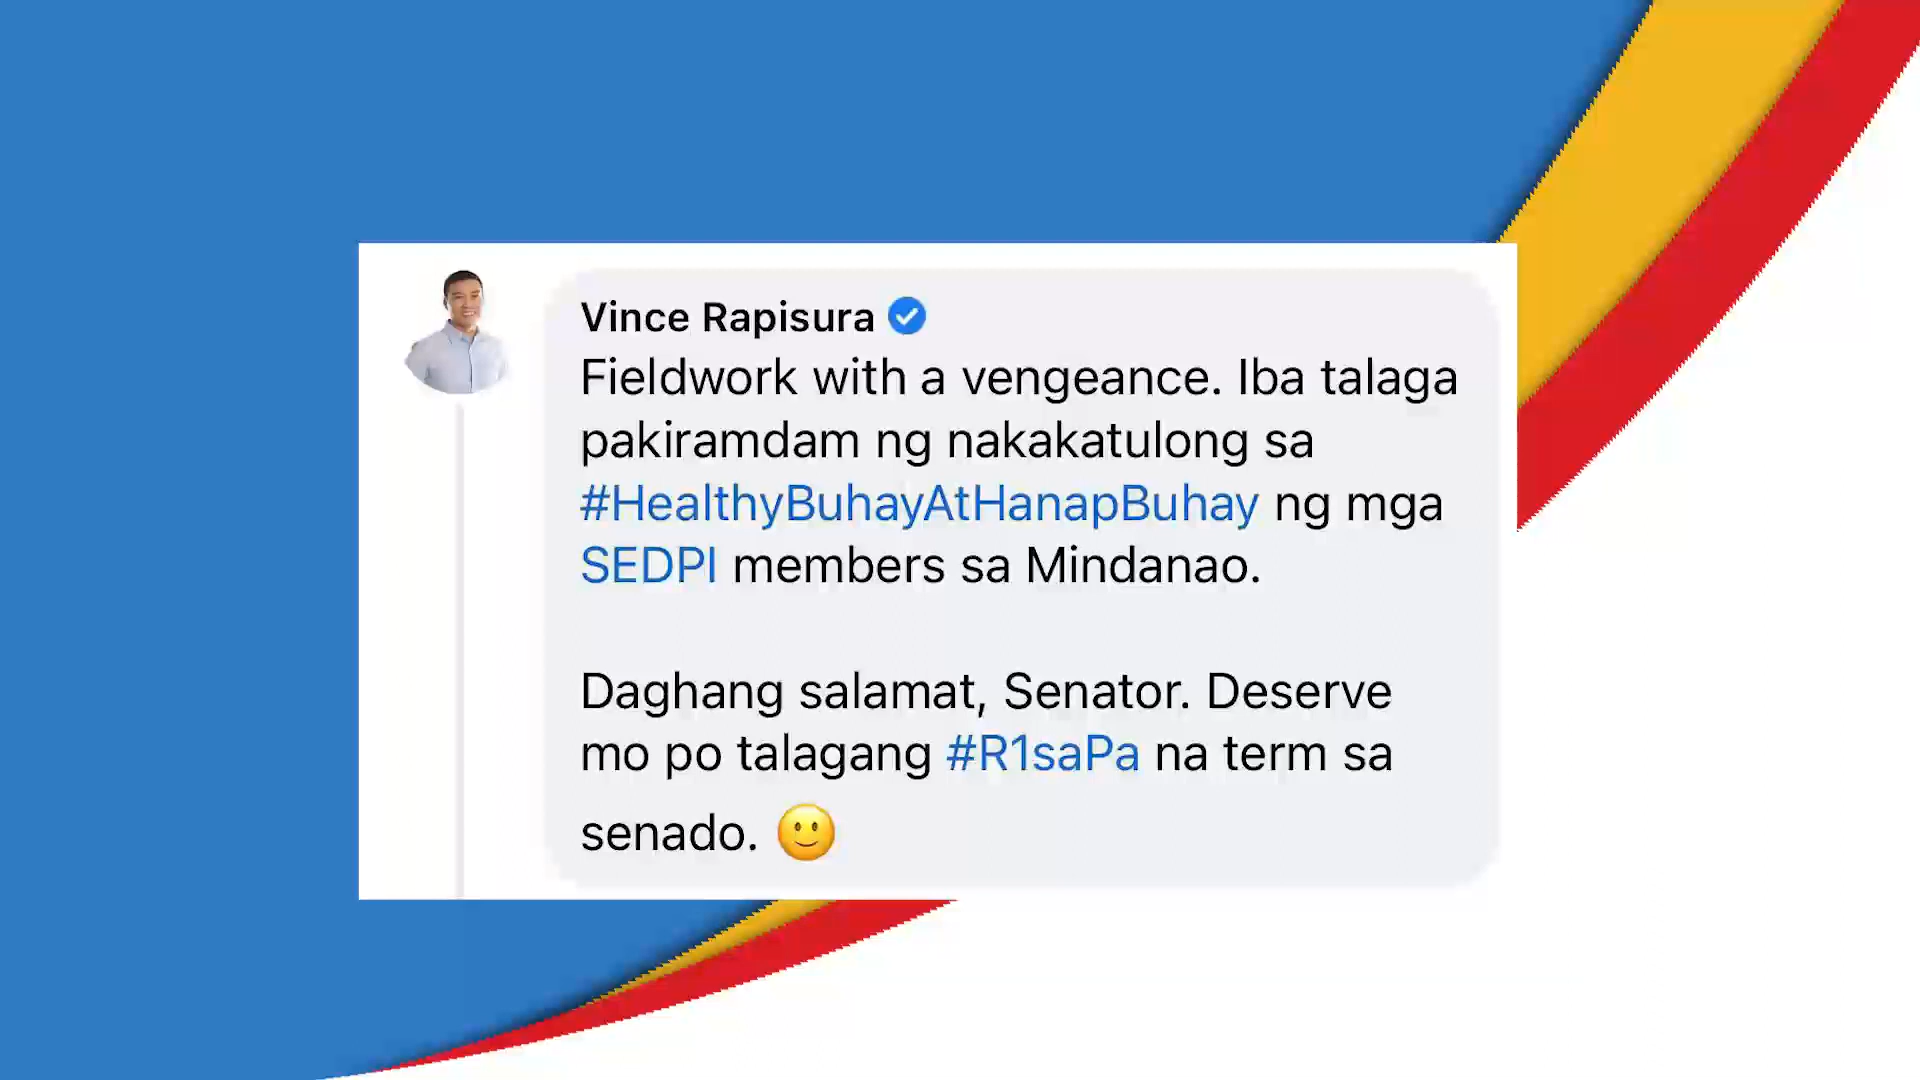 Vince Rapisura
Fieldwork with a vengeance. Iba talaga
pakiramdam ng nakakatulong sa
#HealthyBuhayAtHanapBuhay ng mga
SEDPI members sa Mindanao.
Daghang salamat, Senator. Deserve
mo po talagang #R1saPa na term sa
senado. 🙂